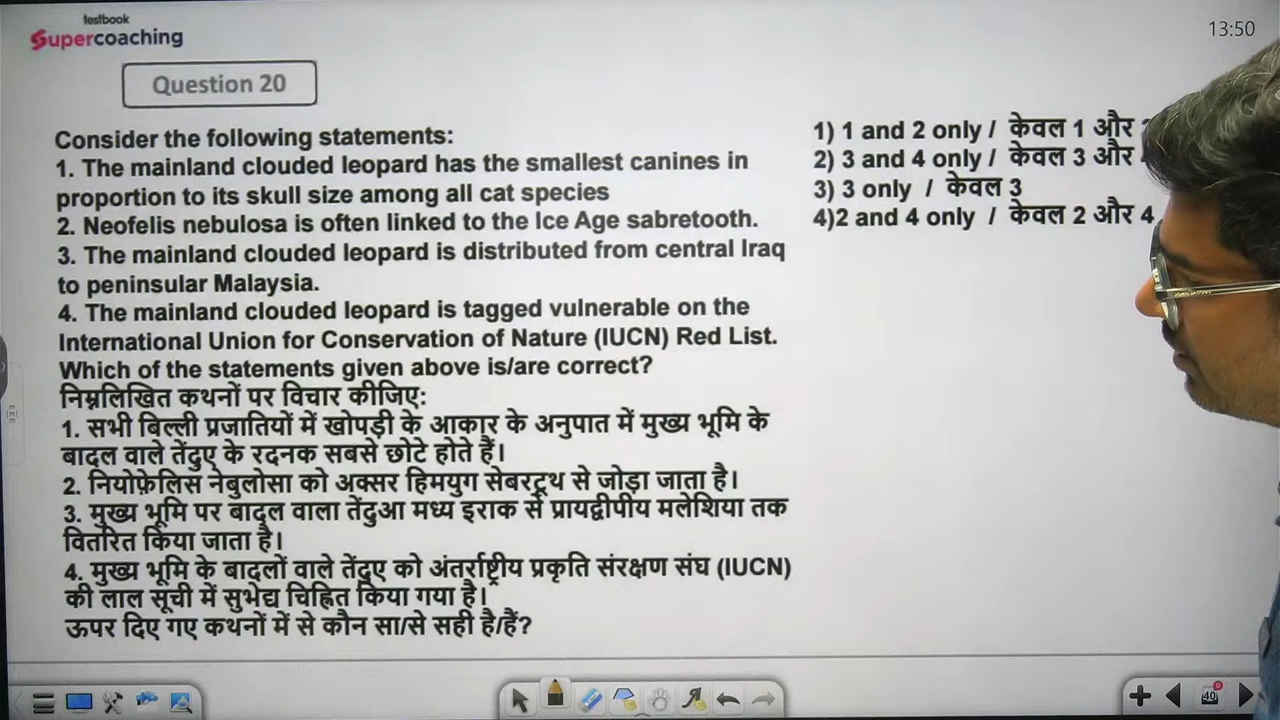 testbook
Supercoaching
13:50
Question 20
Consider the following statements:
1. The mainland clouded leopard has the smallest canines in
proportion to its skull size among all cat species
2. Neofelis nebulosa is often linked to the Ice Age sabretooth.
3. The mainland clouded leopard is distributed from central Iraq
to peninsular Malaysia.
4. The mainland clouded leopard is tagged vulnerable on the
International Union for Conservation of Nature (IUCN) Red List.
Which of the statements given above is/are correct?
निम्नलिखित कथनों पर विचार कीजिए:
1. सभी बिल्ली प्रजातियों में खोपड़ी के आकार के अनुपात में मुख्य भूमि के
बादल वाले तेंदुए के रदनक सबसे छोटे होते हैं।
2. नियोफ़ेलिस नेबुलोसा को अक्सर हिमयुग सेबरटूथ से जोड़ा जाता है।
3. मुख्य भूमि पर बादल वाला तेंदुआ मध्य इराक से प्रायद्वीपीय मलेशिया तक
वितरित किया जाता है।
4. मुख्य भूमि के बादलों वाले तेंदुए को अंतर्राष्ट्रीय प्रकृति संरक्षण संघ (IUCN)
की लाल सूची में सुभेद्य चिह्नित किया गया है।
ऊपर दिए गए कथनों में से कौन सा/से सही है/हैं?
1) 1 and 2 only / केवल 1 और
2) 3 and 4 only / केवल 3 और
3) 3 only / केवल 3
4)2 and 4 only / केवल 2 और 4
40